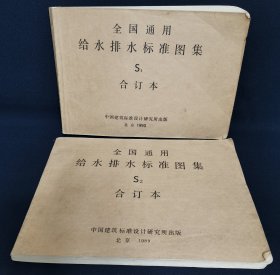 全国通用
给水排水标准图集
S₁
合订本
中国建筑标准设计研究所出版
北京 1993
全国通用
给水排水标准图集
S₂
合订本
中国建筑标准设计研究所出版
北京 1989